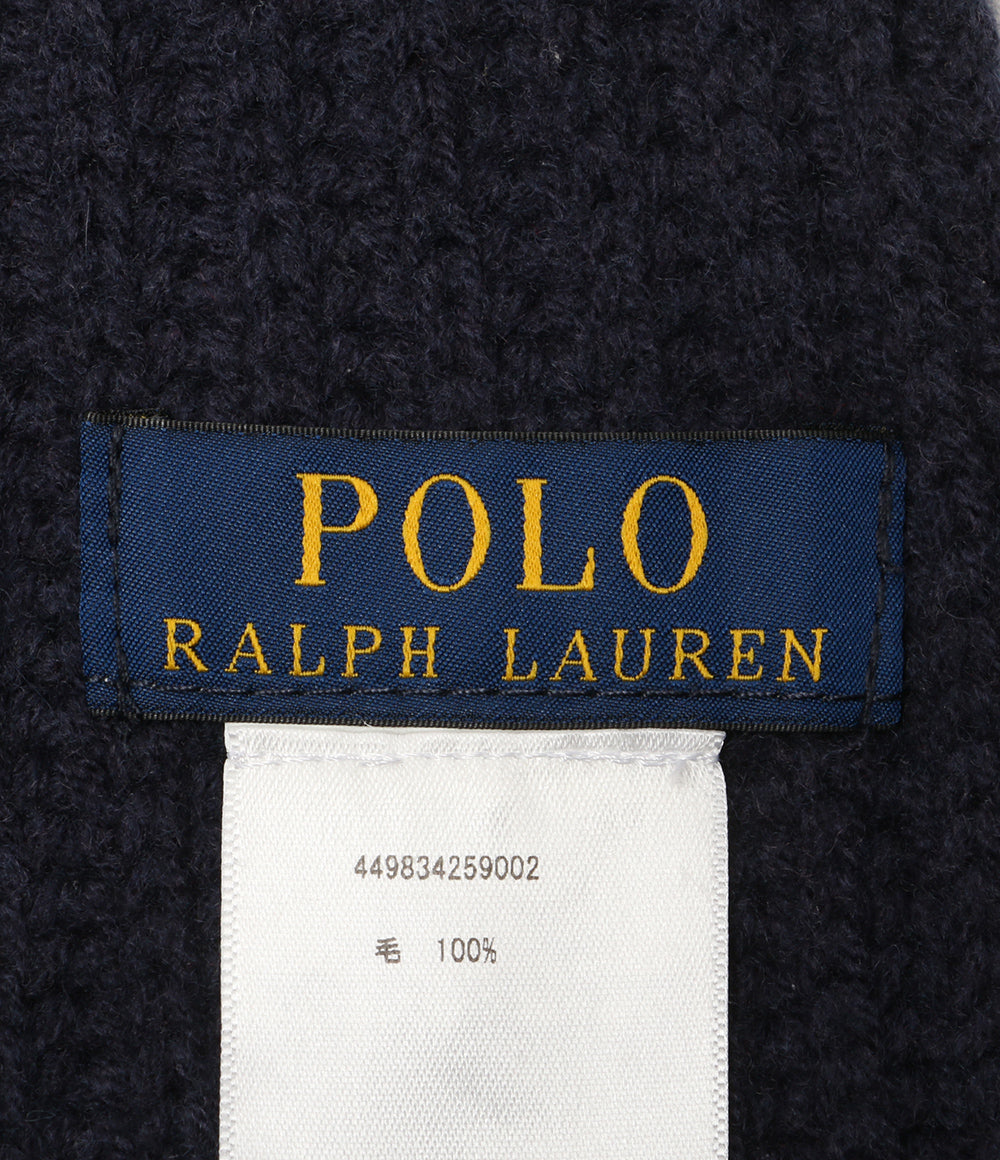 POLO
RALPH LAUREN
449834259002
毛 100%